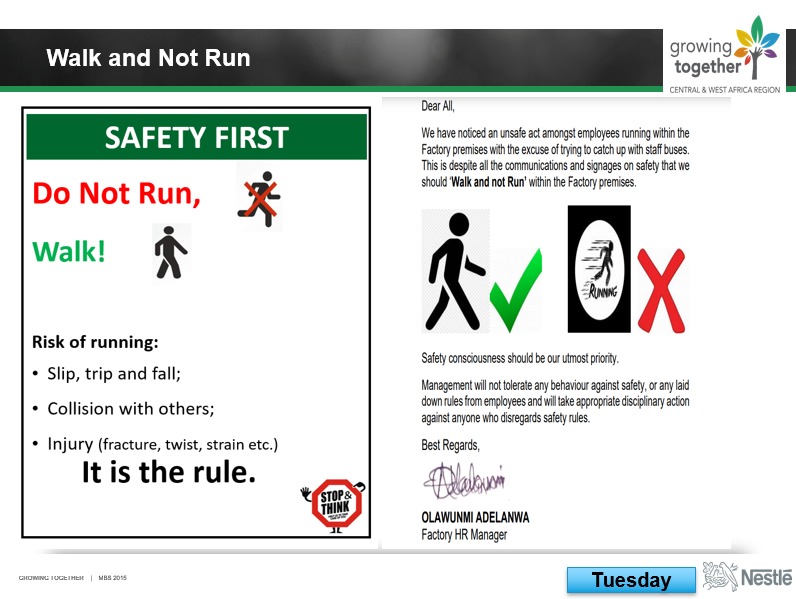 Walk and Not Run
growing
together
CENTRAL & WEST AFRICA REGION
SAFETY FIRST
Do Not Run,
Walk!
Risk of running:
• Slip, trip and fall;
• Collision with others;
• Injury (fracture, twist, strain etc.)
It is the rule.
STOP &
THINK
Dear All,
We have noticed an unsafe act amongst employees running within the
Factory premises with the excuse of trying to catch up with staff buses.
This is despite all the communications and signages on safety that we
should ‘Walk and not Run’ within the Factory premises.
RUNNING
Safety consciousness should be our utmost priority.
Management will not tolerate any behaviour against safety, or any laid
down rules from employees and will take appropriate disciplinary action
against anyone who disregards safety rules.
Best Regards,
OLAWUNMI ADELANWA
Factory HR Manager
GROWING TOGETHER | MBS 2015
Tuesday
Nestlé